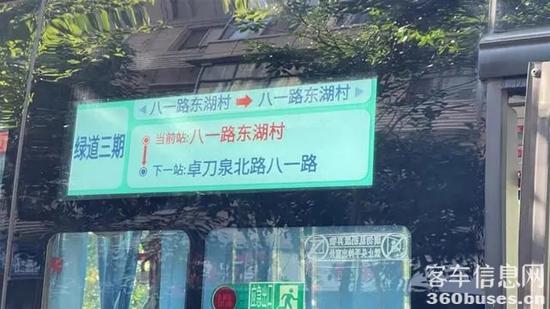 八一路东湖村 → 八一路东湖村
绿道三期
当前站:八一路东湖村
下一站:卓刀泉北路八一路
应急出口
客车信息网
www.360buses.cn